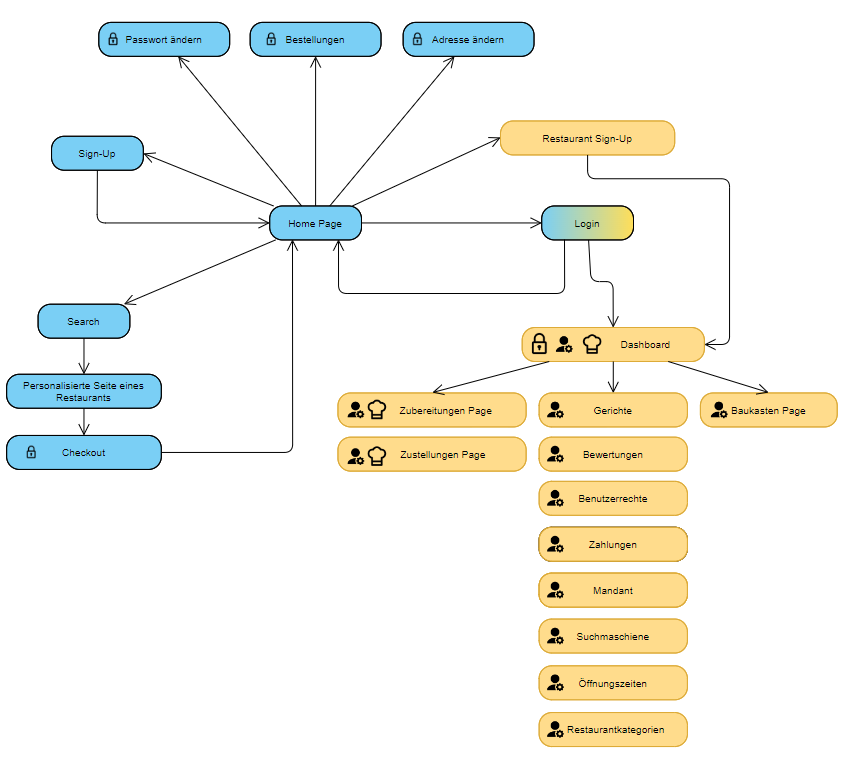 Passwort ändern
Bestellungen
Adresse ändern
Restaurant Sign-Up
Sign-Up
Home Page
Login
Search
Dashboard
Personalisierte Seite eines
Restaurants
Zubereitungen Page
Gerichte
Baukasten Page
Checkout
Zustellungen Page
Bewertungen
Benutzerrechte
Zahlungen
Mandant
Suchmaschiene
Öffnungszeiten
Restaurantkategorien